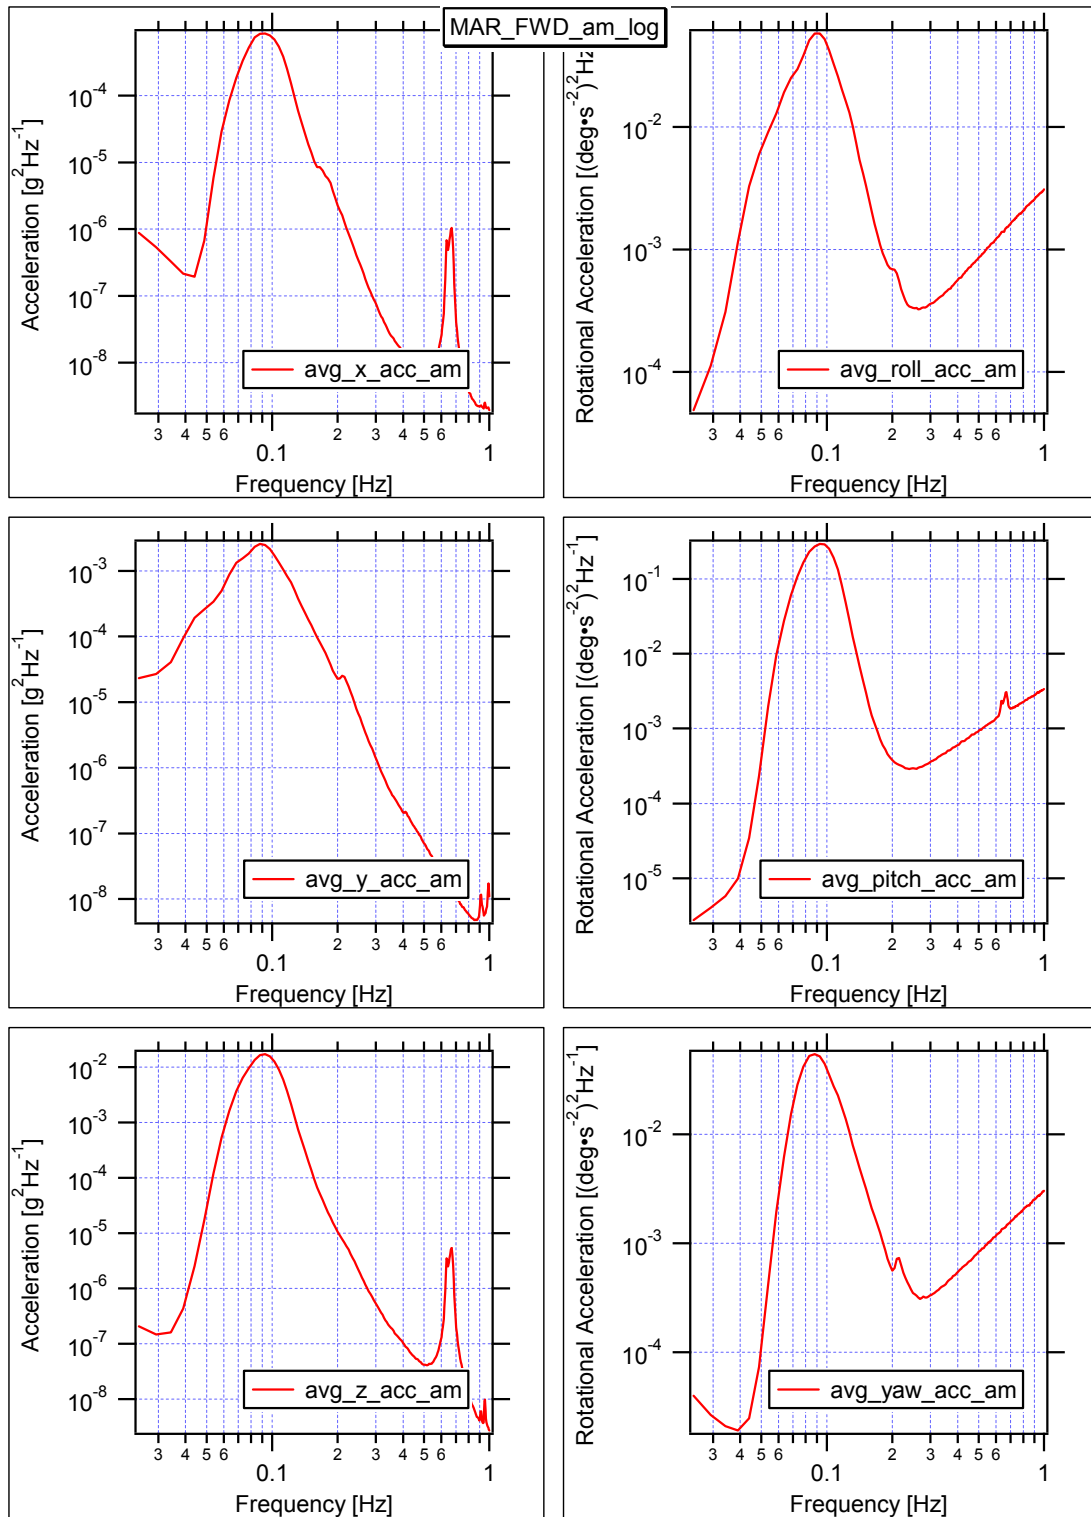 MAR_FWD_am_log
Acceleration [g²Hz⁻¹]
10⁻⁴
10⁻⁵
10⁻⁶
10⁻⁷
10⁻⁸
avg_x_acc_am
3 4 5 6 2 3 4 5 6
0.1 1
Frequency [Hz]
Rotational Acceleration [(deg•s⁻²)²Hz
10⁻²
10⁻³
10⁻⁴
avg_roll_acc_am
3 4 5 6 2 3 4 5 6
0.1 1
Frequency [Hz]
Acceleration [g²Hz⁻¹]
10⁻³
10⁻⁴
10⁻⁵
10⁻⁶
10⁻⁷
10⁻⁸
avg_y_acc_am
3 4 5 6 2 3 4 5 6
0.1 1
Frequency [Hz]
Rotational Acceleration [(deg•s⁻²)²Hz⁻¹]
10⁻¹
10⁻²
10⁻³
10⁻⁴
10⁻⁵
avg_pitch_acc_am
3 4 5 6 2 3 4 5 6
0.1 1
Frequency [Hz]
Acceleration [g²Hz⁻¹]
10⁻²
10⁻³
10⁻⁴
10⁻⁵
10⁻⁶
10⁻⁷
10⁻⁸
avg_z_acc_am
3 4 5 6 2 3 4 5 6
0.1 1
Frequency [Hz]
Rotational Acceleration [(deg•s⁻²)²Hz⁻¹]
10⁻²
10⁻³
10⁻⁴
avg_yaw_acc_am
3 4 5 6 2 3 4 5 6
0.1 1
Frequency [Hz]